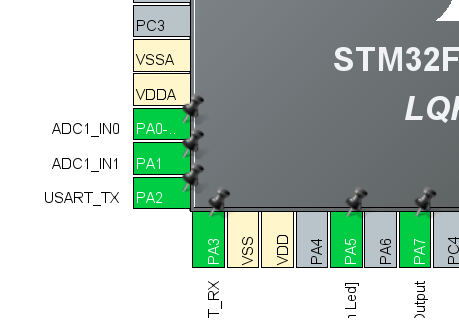 PC3
VSSA
VDDA
ADC1_IN0 PA0-..
ADC1_IN1 PA1
USART_TX PA2
STM32F
LQ
PA3
VSS
VDD
PA4
PA5
PA6
PA7
PC4
T_RX
Led]
Output